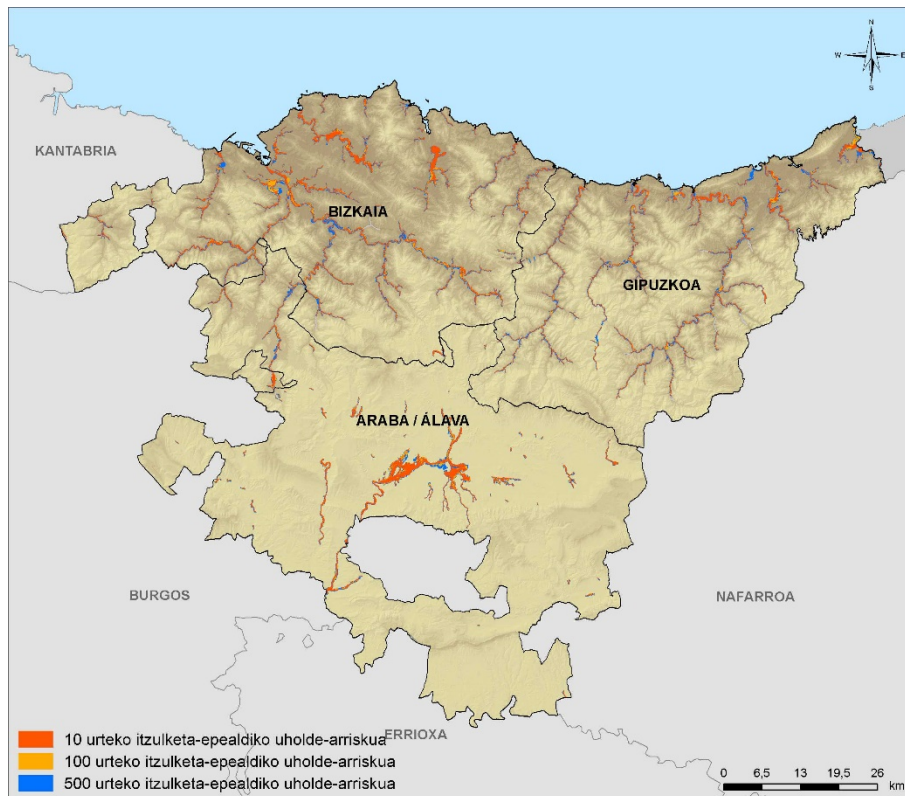 N
W E
S
KANTABRIA
BIZKAIA
GIPUZKOA
ARABA / ÁLAVA
BURGOS
NAFARROA
ERRIOXA
10 urteko itzulketa-epealdiko uholde-arriskua
100 urteko itzulketa-epealdiko uholde-arriskua
500 urteko itzulketa-epealdiko uholde-arriskua
0 6,5 13 19,5 26
km